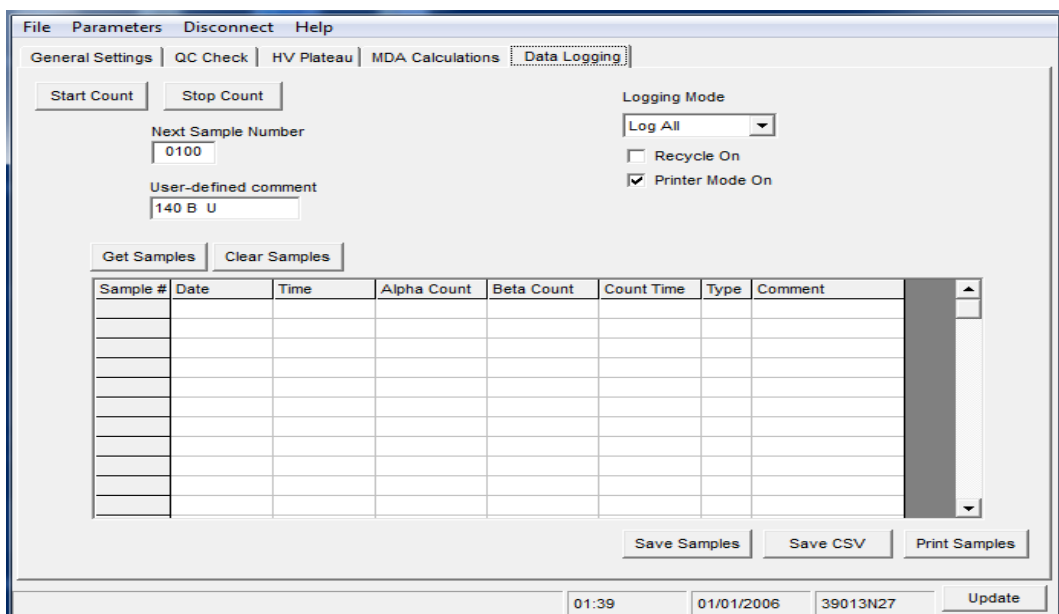 File Parameters Disconnect Help
General Settings QC Check HV Plateau MDA Calculations Data Logging
Start Count Stop Count
Logging Mode
Log All
Next Sample Number
0100
Recycle On
Printer Mode On
User-defined comment
140 B U
Get Samples Clear Samples
Sample # Date Time Alpha Count Beta Count Count Time Type Comment
Save Samples Save CSV Print Samples
01:39 01/01/2006 39013N27 Update